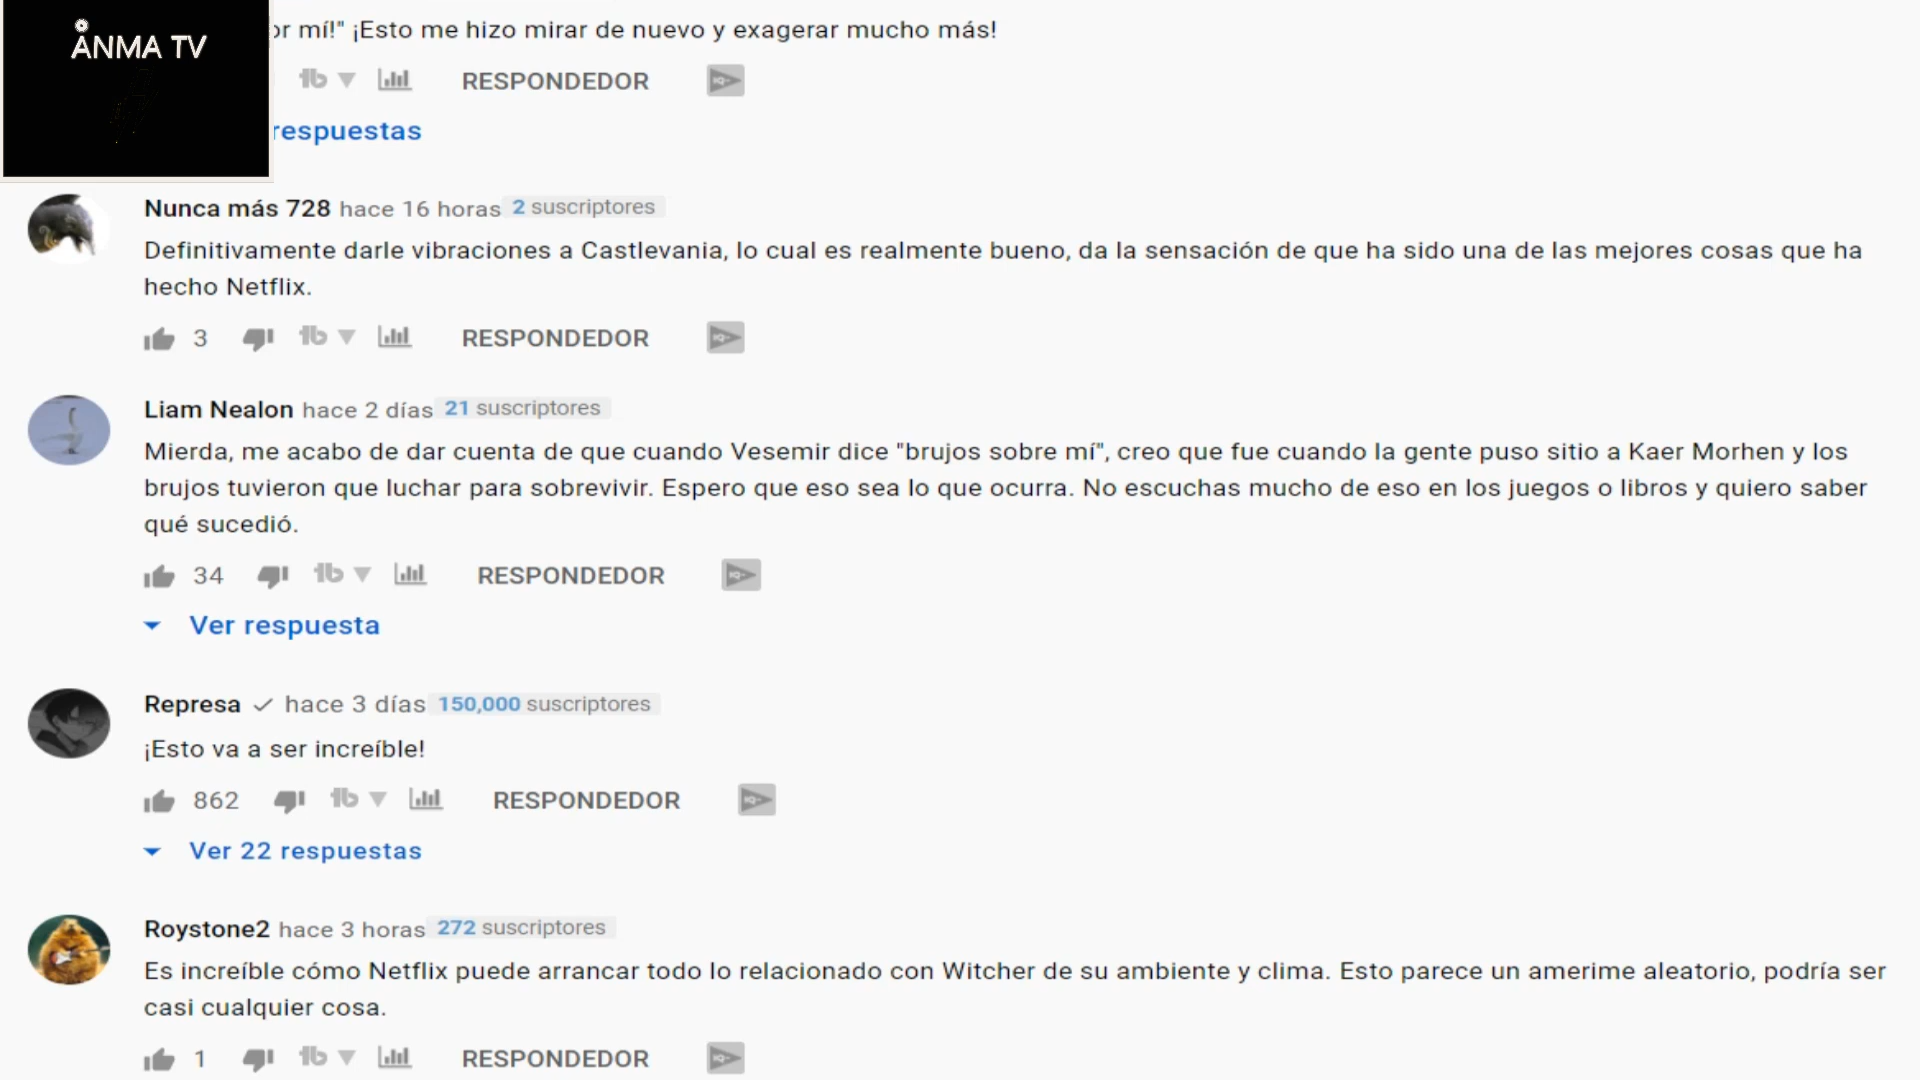 ÅNMA TV
mí!" ¡Esto me hizo mirar de nuevo y exagerar mucho más!
RESPONDEDOR
respuestas
Nunca más 728 hace 16 horas 2 suscriptores
Definitivamente darle vibraciones a Castlevania, lo cual es realmente bueno, da la sensación de que ha sido una de las mejores cosas que ha
hecho Netflix.
3 RESPONDEDOR
Liam Nealon hace 2 días 21 suscriptores
Mierda, me acabo de dar cuenta de que cuando Vesemir dice "brujos sobre mí", creo que fue cuando la gente puso sitio a Kaer Morhen y los
brujos tuvieron que luchar para sobrevivir. Espero que eso sea lo que ocurra. No escuchas mucho de eso en los juegos o libros y quiero saber
qué sucedió.
34 RESPONDEDOR
Ver respuesta
Represa hace 3 días 150,000 suscriptores
¡Esto va a ser increíble!
862 RESPONDEDOR
Ver 22 respuestas
Roystone2 hace 3 horas 272 suscriptores
Es increíble cómo Netflix puede arrancar todo lo relacionado con Witcher de su ambiente y clima. Esto parece un amerime aleatorio, podría ser
casi cualquier cosa.
1 RESPONDEDOR